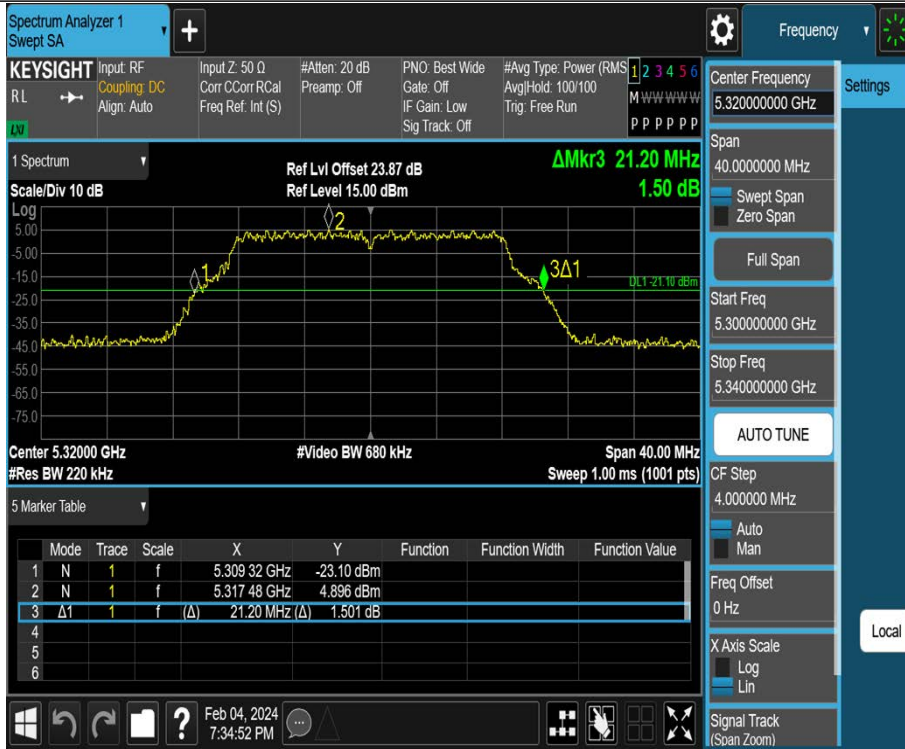 Spectrum Analyzer 1
Swept SA
+
Frequency
KEYSIGHT
RL
LXI
Input: RF
Coupling: DC
Align: Auto
Input Z: 50 Ω
Corr CCorr RCal
Freq Ref: Int (S)
#Atten: 20 dB
Preamp: Off
PNO: Best Wide
Gate: Off
IF Gain: Low
Sig Track: Off
#Avg Type: Power (RMS
Avg|Hold: 100/100
Trig: Free Run
1 2 3 4 5 6
M W W W W W
P P P P P P
1 Spectrum
Scale/Div 10 dB
Ref Lvl Offset 23.87 dB
Ref Level 15.00 dBm
ΔMkr3 21.20 MHz
1.50 dB
Log
5.00
-5.00
-15.0
-25.0
-35.0
-45.0
-55.0
-65.0
-75.0
1
2
3Δ1
DL1 -21.10 dBm
Center 5.32000 GHz
#Res BW 220 kHz
#Video BW 680 kHz
Span 40.00 MHz
Sweep 1.00 ms (1001 pts)
5 Marker Table
Mode Trace Scale X Y Function Function Width Function Value
1 N 1 f 5.309 32 GHz -23.10 dBm
2 N 1 f 5.317 48 GHz 4.896 dBm
3 Δ1 1 f (Δ) 21.20 MHz (Δ) 1.501 dB
4
5
6
?
Feb 04, 2024
7:34:52 PM
Center Frequency
5.320000000 GHz
Settings
Span
40.0000000 MHz
Swept Span
Zero Span
Full Span
Start Freq
5.300000000 GHz
Stop Freq
5.340000000 GHz
AUTO TUNE
CF Step
4.000000 MHz
Auto
Man
Freq Offset
0 Hz
Local
X Axis Scale
Log
Lin
Signal Track
(Span Zoom)